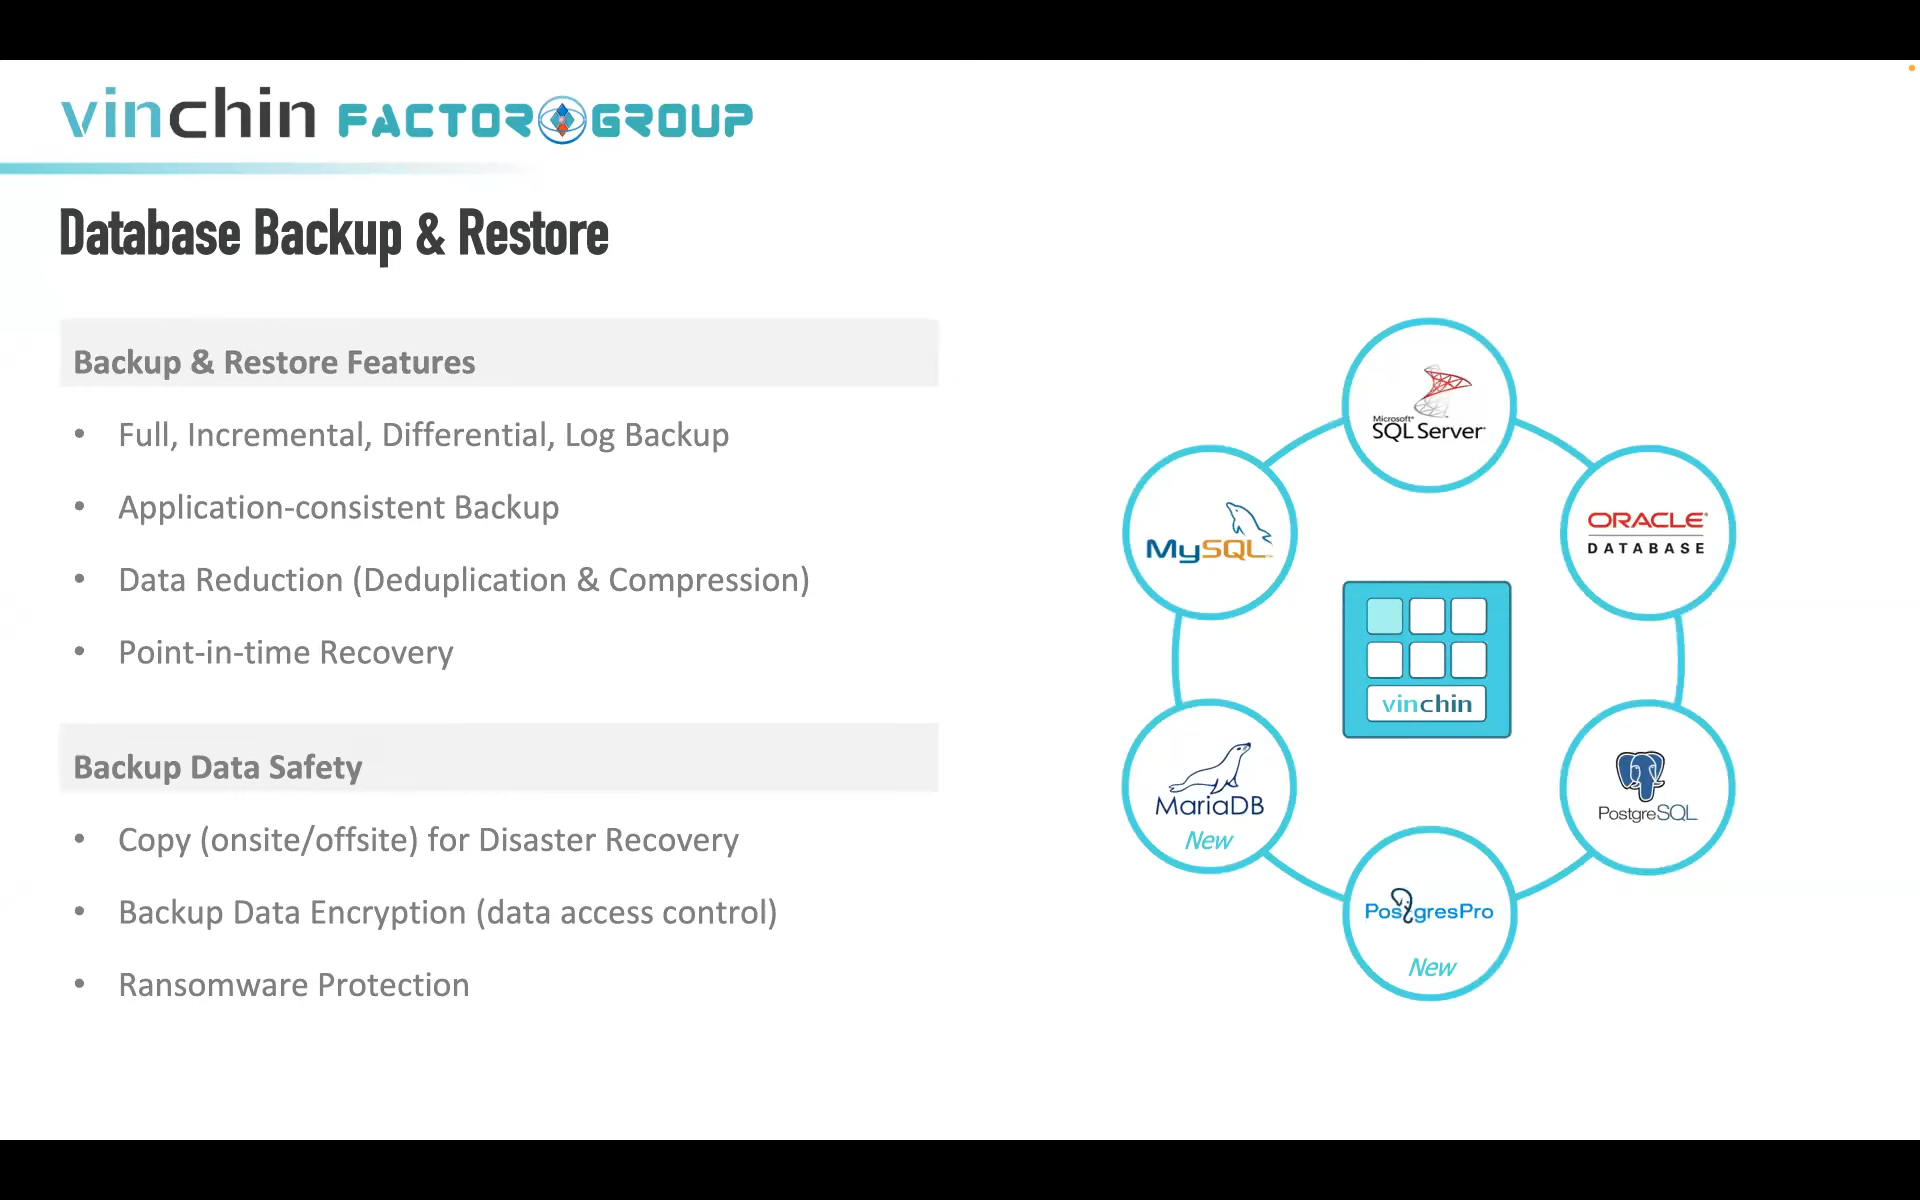 vinchin FACTOR GROUP
Database Backup & Restore
Backup & Restore Features
• Full, Incremental, Differential, Log Backup
• Application-consistent Backup
• Data Reduction (Deduplication & Compression)
• Point-in-time Recovery
Backup Data Safety
• Copy (onsite/offsite) for Disaster Recovery
• Backup Data Encryption (data access control)
• Ransomware Protection
Microsoft®
SQL Server®
MySQL™
ORACLE®
DATABASE
vinchin
MariaDB
New
PostgreSQL
PostgresPro
New